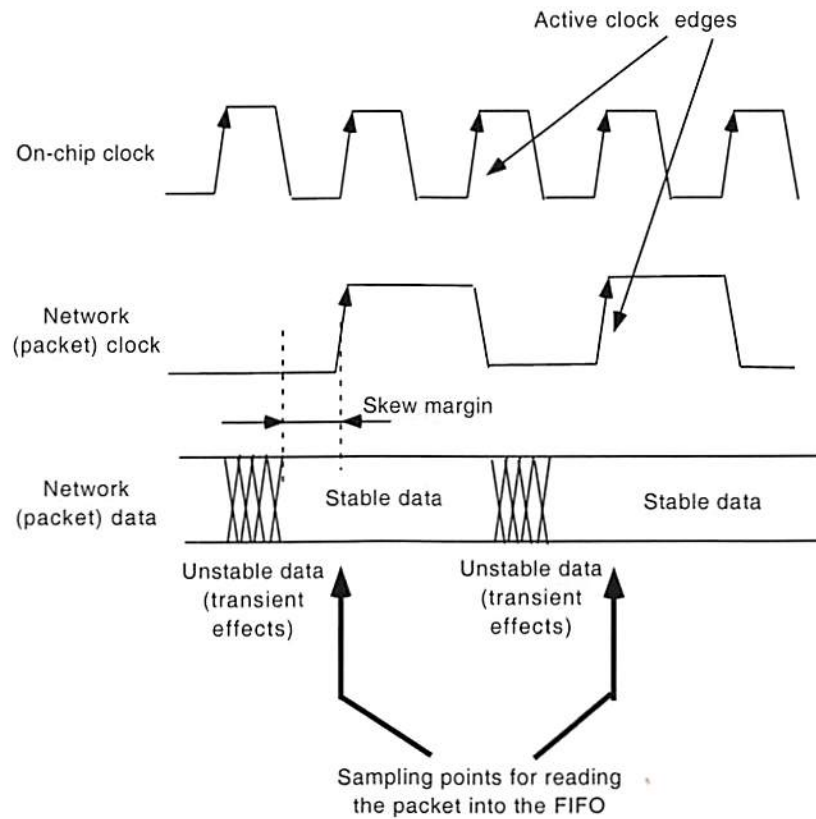 Active clock edges
On-chip clock
Network
(packet) clock
Skew margin
Network
(packet) data
Stable data
Stable data
Unstable data
(transient
effects)
Unstable data
(transient
effects)
Sampling points for reading
the packet into the FIFO